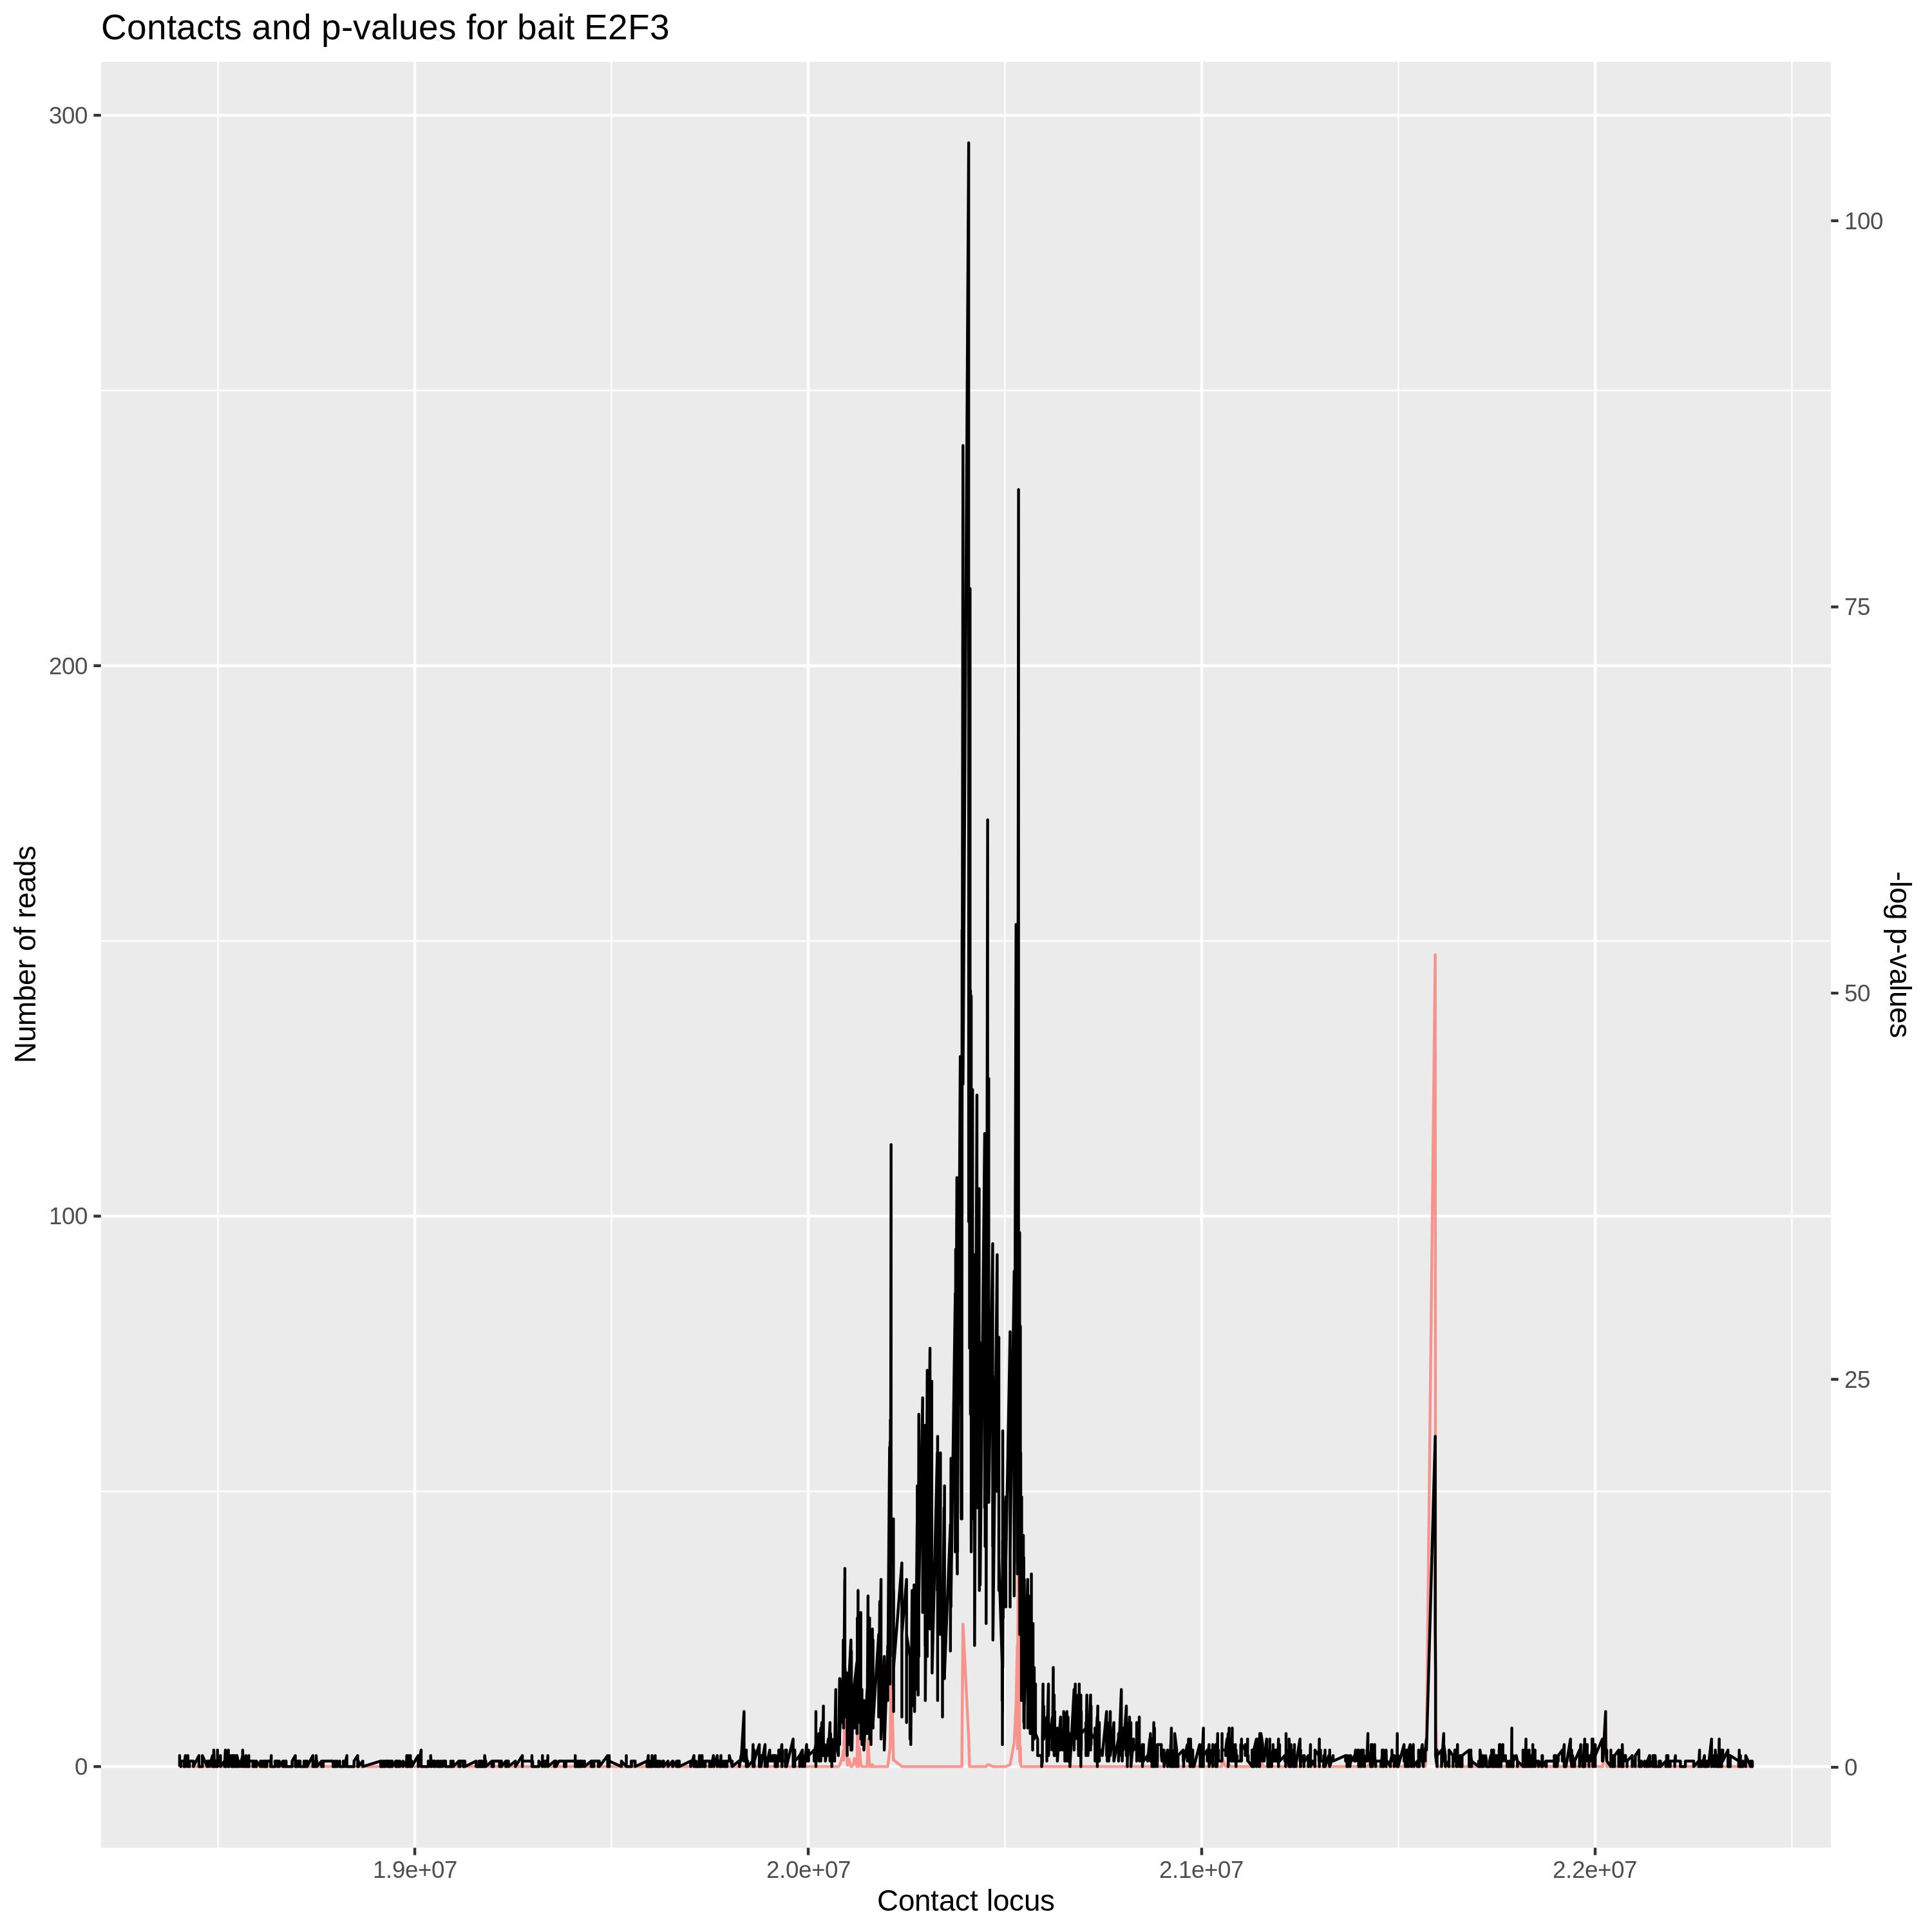 Contacts and p-values for bait E2F3
300
200
100
0
Number of reads
100
75
50
25
0
-log p-values
1.9e+07 2.0e+07 2.1e+07 2.2e+07
Contact locus